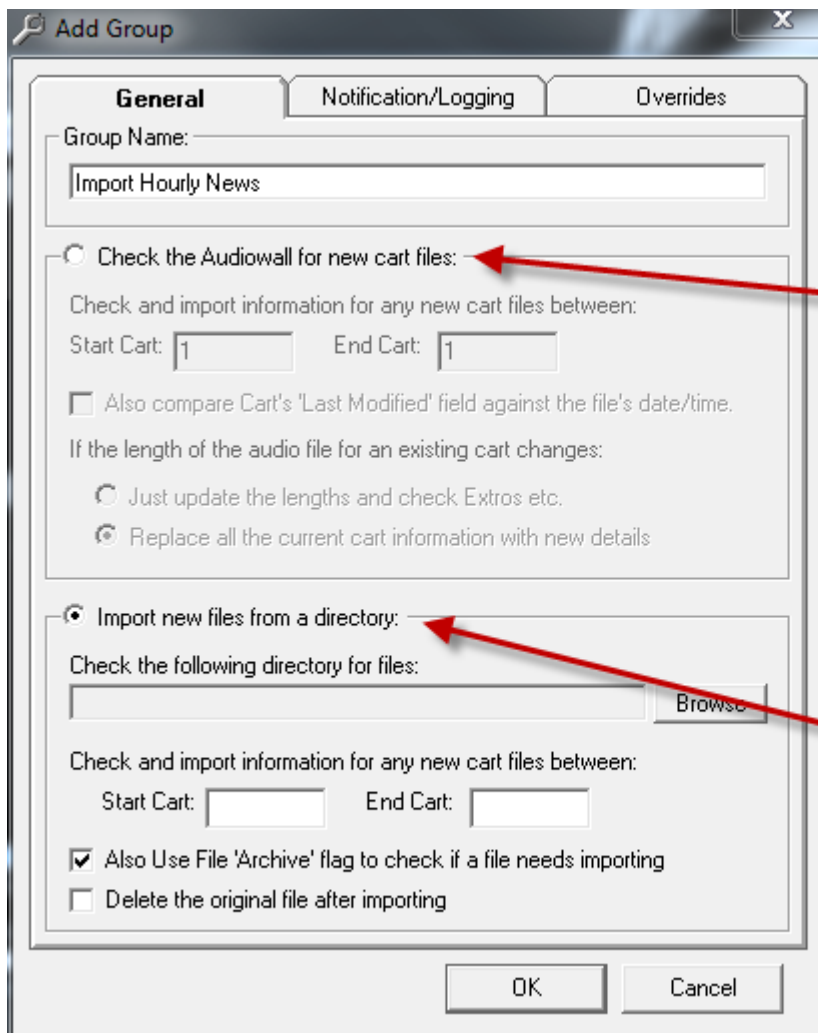 Add Group
X
General
Notification/Logging
Overrides
Group Name:
Import Hourly News
Check the Audiowall for new cart files:
Check and import information for any new cart files between:
Start Cart: 1 End Cart: 1
Also compare Cart's 'Last Modified' field against the file's date/time.
If the length of the audio file for an existing cart changes:
Just update the lengths and check Extros etc.
Replace all the current cart information with new details
Import new files from a directory:
Check the following directory for files:
Browse
Check and import information for any new cart files between:
Start Cart: End Cart:
Also Use File 'Archive' flag to check if a file needs importing
Delete the original file after importing
OK Cancel